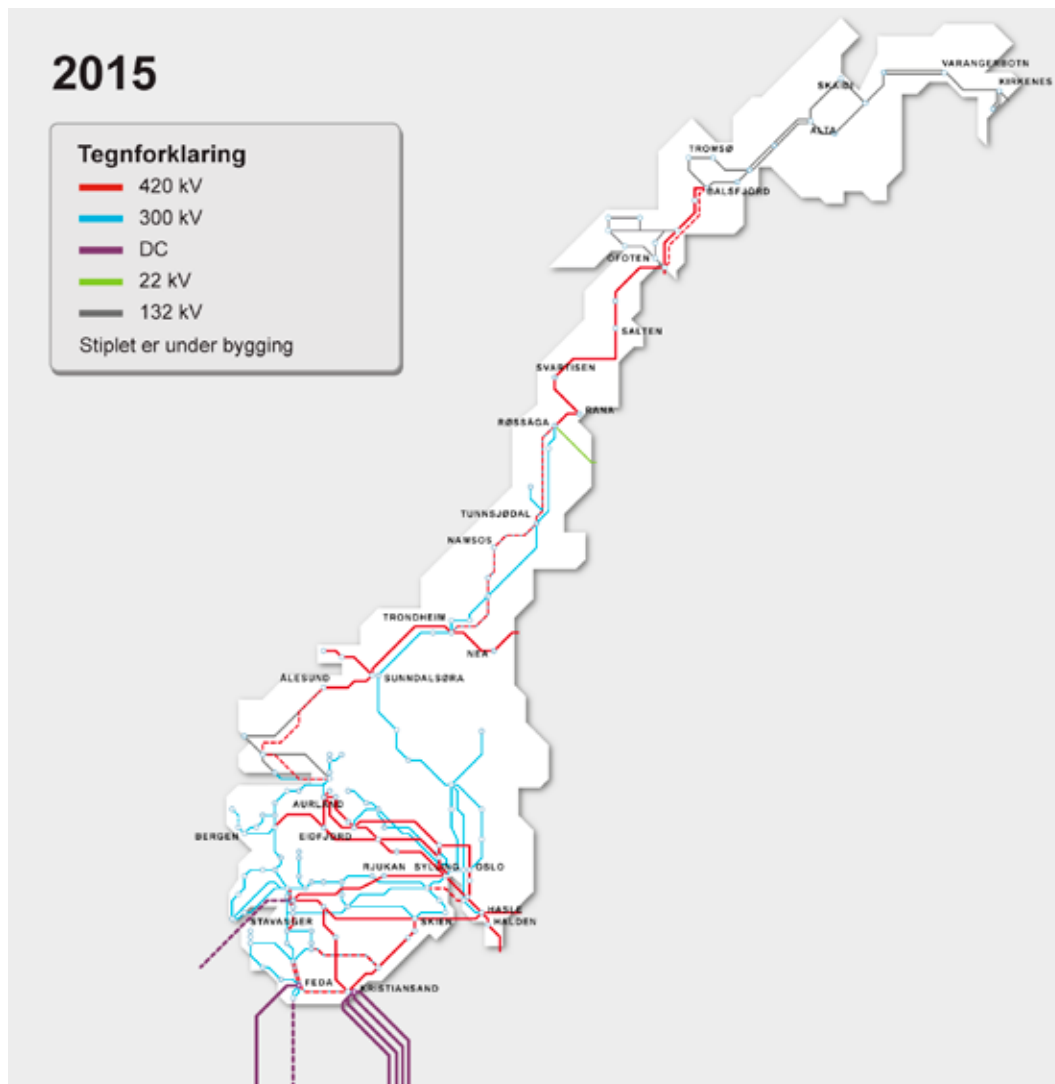 2015
Tegnforklaring
420 kV
300 kV
DC
22 kV
132 kV
Stiplet er under bygging
VARANGERBOTN
KIRKENES
SKAIDI
ALTA
TROMSØ
BALSFJORD
OFOTEN
SALTEN
SVARTISEN
RANA
RØSSÅGA
TUNNSJØDAL
NAMSOS
TRONDHEIM
NEA
ÅLESUND
SUNNDALSØRA
AURLAND
BERGEN
EIDFJORD
RJUKAN
SYLLING
OSLO
HASLE
STAVANGER
SKIEN
HALDEN
FEDA
KRISTIANSAND